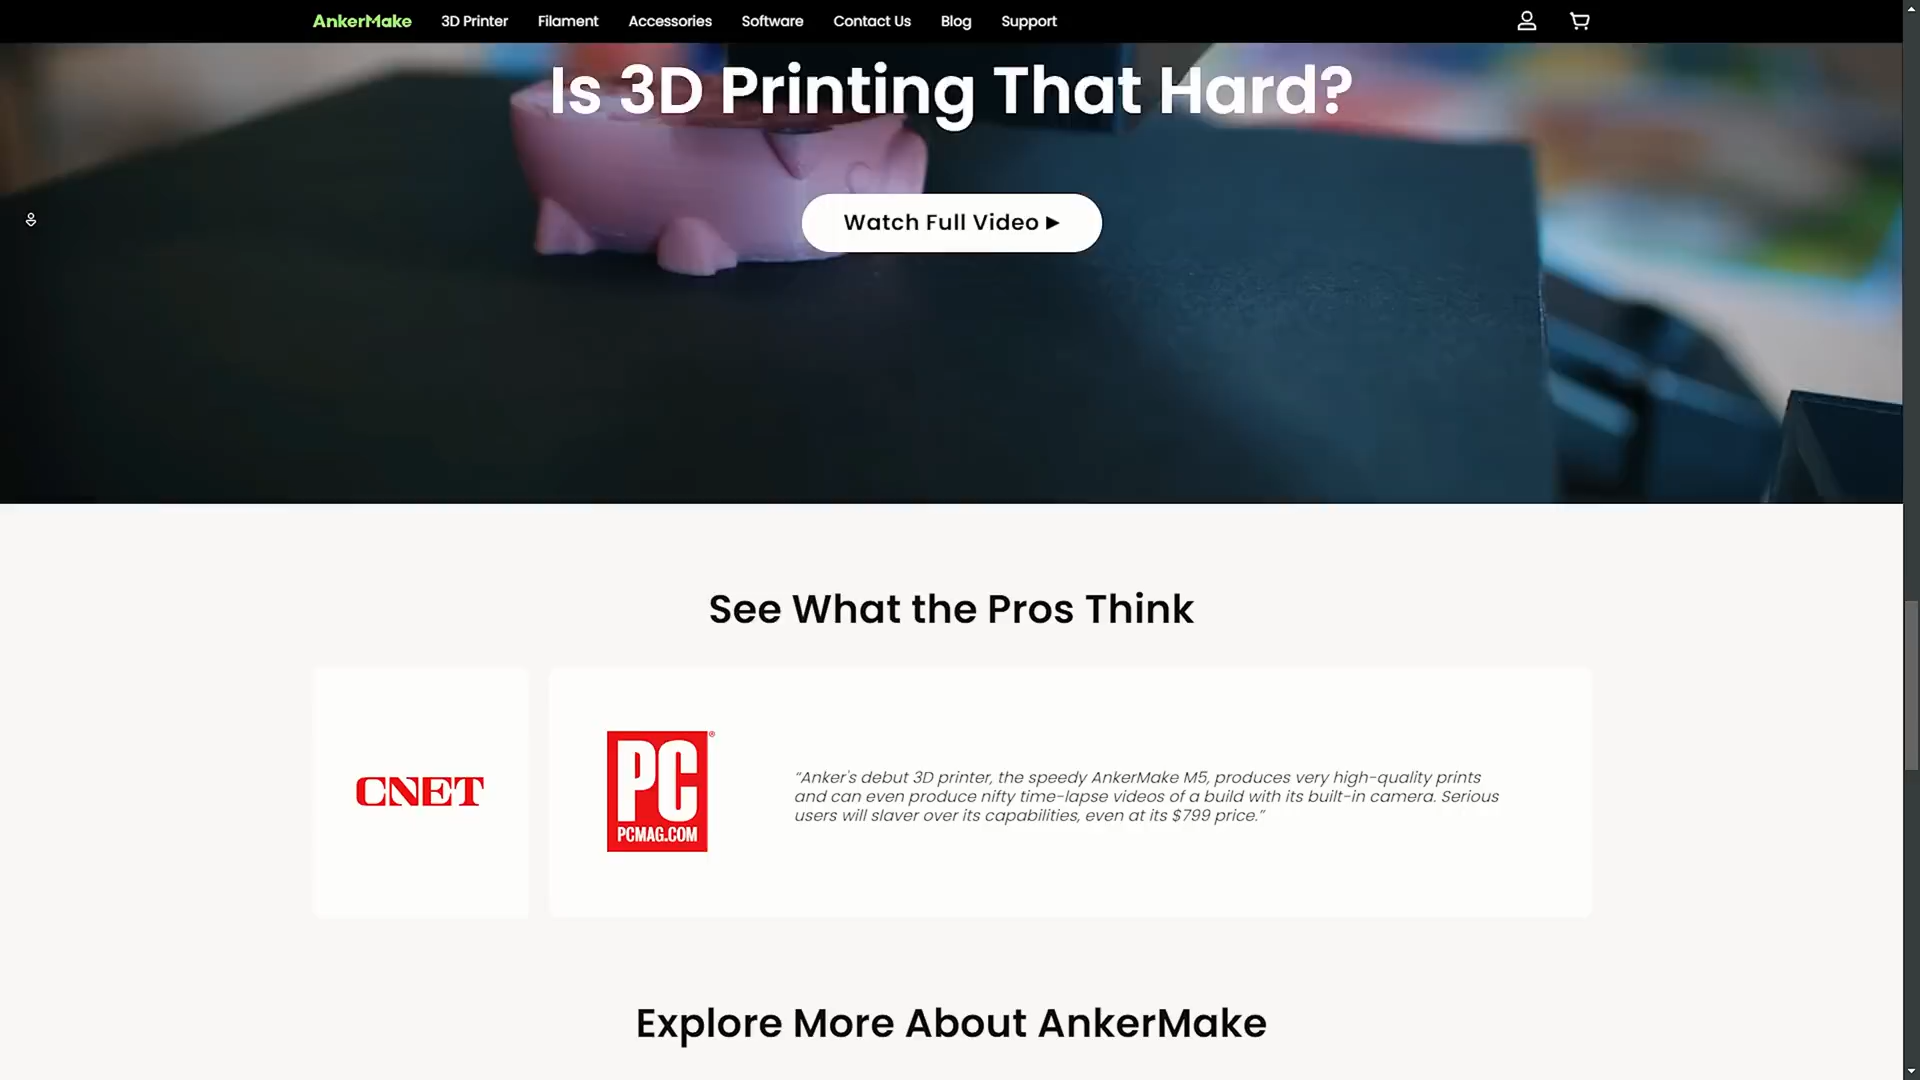 AnkerMake 3D Printer Filament Accessories Software Contact Us Blog Support
Is 3D Printing That Hard?
Watch Full Video ▶
See What the Pros Think
CNET
PC®
PCMAG.COM
“Anker's debut 3D printer, the speedy AnkerMake M5, produces very high-quality prints
and can even produce nifty time-lapse videos of a build with its built-in camera. Serious
users will slaver over its capabilities, even at its $799 price.”
Explore More About AnkerMake